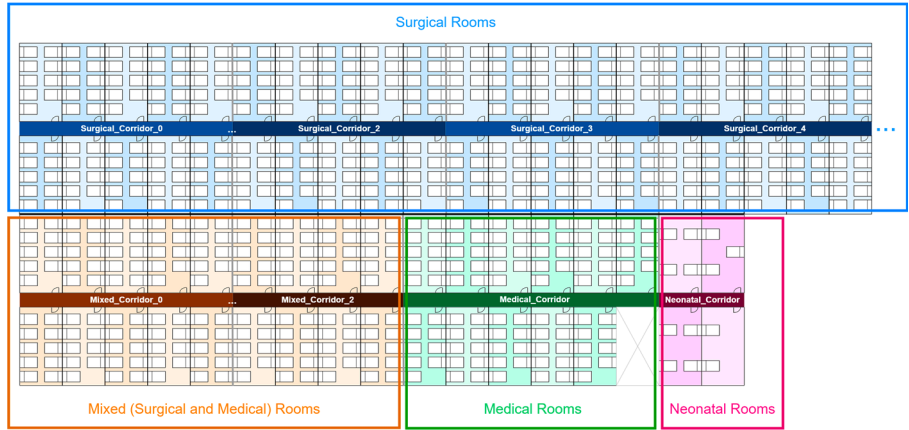 Surgical Rooms
Surgical_Corridor_0 ... Surgical_Corridor_2 Surgical_Corridor_3 Surgical_Corridor_4 ...
Mixed_Corridor_0 ... Mixed_Corridor_2 Medical_Corridor Neonatal_Corridor
Mixed (Surgical and Medical) Rooms Medical Rooms Neonatal Rooms